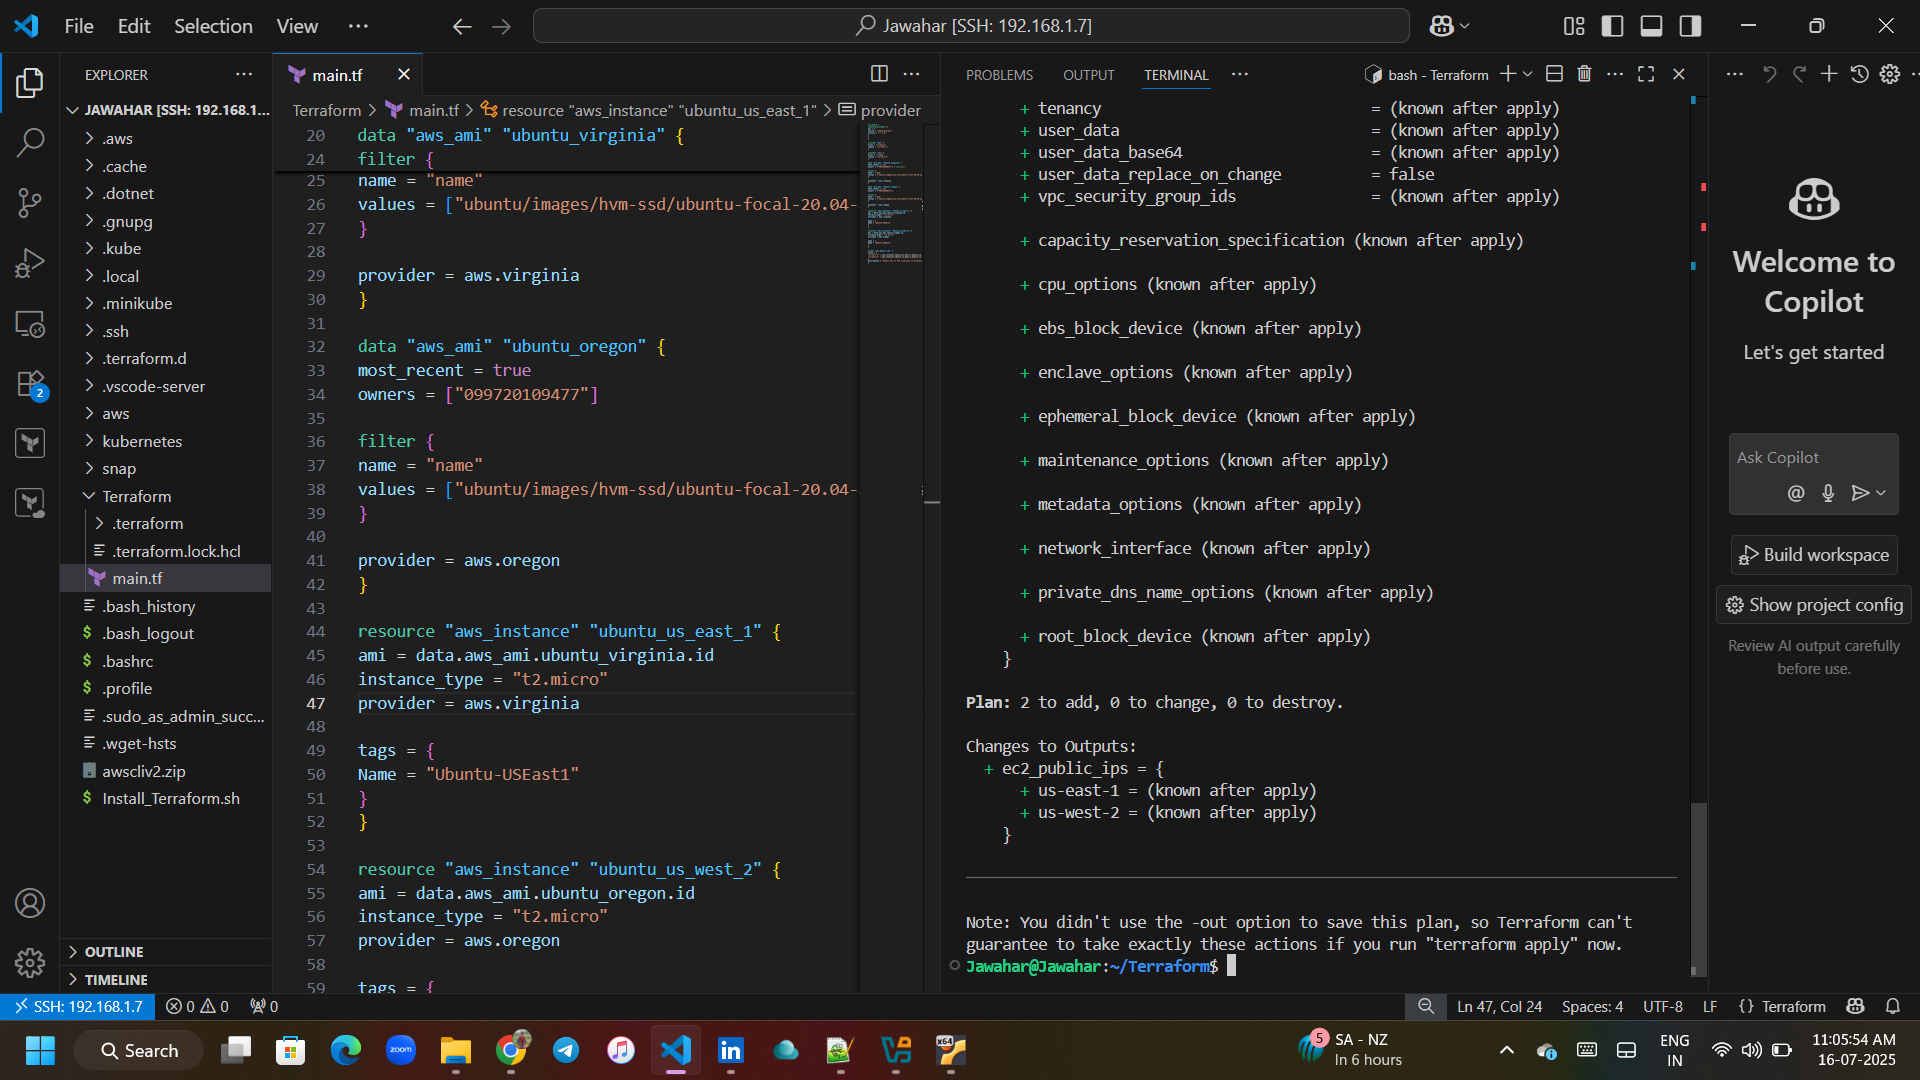 File Edit Selection View ···
Jawahar [SSH: 192.168.1.7]
EXPLORER ···
JAWAHAR [SSH: 192.168.1...
.aws
.cache
.dotnet
.gnupg
.kube
.local
.minikube
.ssh
.terraform.d
.vscode-server
aws
kubernetes
snap
Terraform
.terraform
.terraform.lock.hcl
main.tf
.bash_history
$ .bash_logout
$ .bashrc
$ .profile
.sudo_as_admin_succ...
.wget-hsts
awscliv2.zip
$ Install_Terraform.sh
OUTLINE
TIMELINE
2
main.tf
Terraform > main.tf > resource "aws_instance" "ubuntu_us_east_1" > provider
20 data "aws_ami" "ubuntu_virginia" {
24 filter {
25 name = "name"
26 values = ["ubuntu/images/hvm-ssd/ubuntu-focal-20.04-
27 }
28
29 provider = aws.virginia
30 }
31
32 data "aws_ami" "ubuntu_oregon" {
33 most_recent = true
34 owners = ["099720109477"]
35
36 filter {
37 name = "name"
38 values = ["ubuntu/images/hvm-ssd/ubuntu-focal-20.04-
39 }
40
41 provider = aws.oregon
42 }
43
44 resource "aws_instance" "ubuntu_us_east_1" {
45 ami = data.aws_ami.ubuntu_virginia.id
46 instance_type = "t2.micro"
47 provider = aws.virginia
48
49 tags = {
50 Name = "Ubuntu-USEast1"
51 }
52 }
53
54 resource "aws_instance" "ubuntu_us_west_2" {
55 ami = data.aws_ami.ubuntu_oregon.id
56 instance_type = "t2.micro"
57 provider = aws.oregon
58
59 tags = {
PROBLEMS OUTPUT TERMINAL ··· bash - Terraform
+ tenancy = (known after apply)
+ user_data = (known after apply)
+ user_data_base64 = (known after apply)
+ user_data_replace_on_change = false
+ vpc_security_group_ids = (known after apply)
+ capacity_reservation_specification (known after apply)
+ cpu_options (known after apply)
+ ebs_block_device (known after apply)
+ enclave_options (known after apply)
+ ephemeral_block_device (known after apply)
+ maintenance_options (known after apply)
+ metadata_options (known after apply)
+ network_interface (known after apply)
+ private_dns_name_options (known after apply)
+ root_block_device (known after apply)
}
Plan: 2 to add, 0 to change, 0 to destroy.
Changes to Outputs:
+ ec2_public_ips = {
+ us-east-1 = (known after apply)
+ us-west-2 = (known after apply)
}
Note: You didn't use the -out option to save this plan, so Terraform can't
guarantee to take exactly these actions if you run "terraform apply" now.
Jawahar@Jawahar:~/Terraform$
Welcome to
Copilot
Let's get started
Ask Copilot
@
Build workspace
Show project config
Review AI output carefully
before use.
SSH: 192.168.1.7 0 0 0 Ln 47, Col 24 Spaces: 4 UTF-8 LF {} Terraform
Search
zoom
in
x64
5
SA - NZ
In 6 hours
ENG
IN
11:05:54 AM
16-07-2025